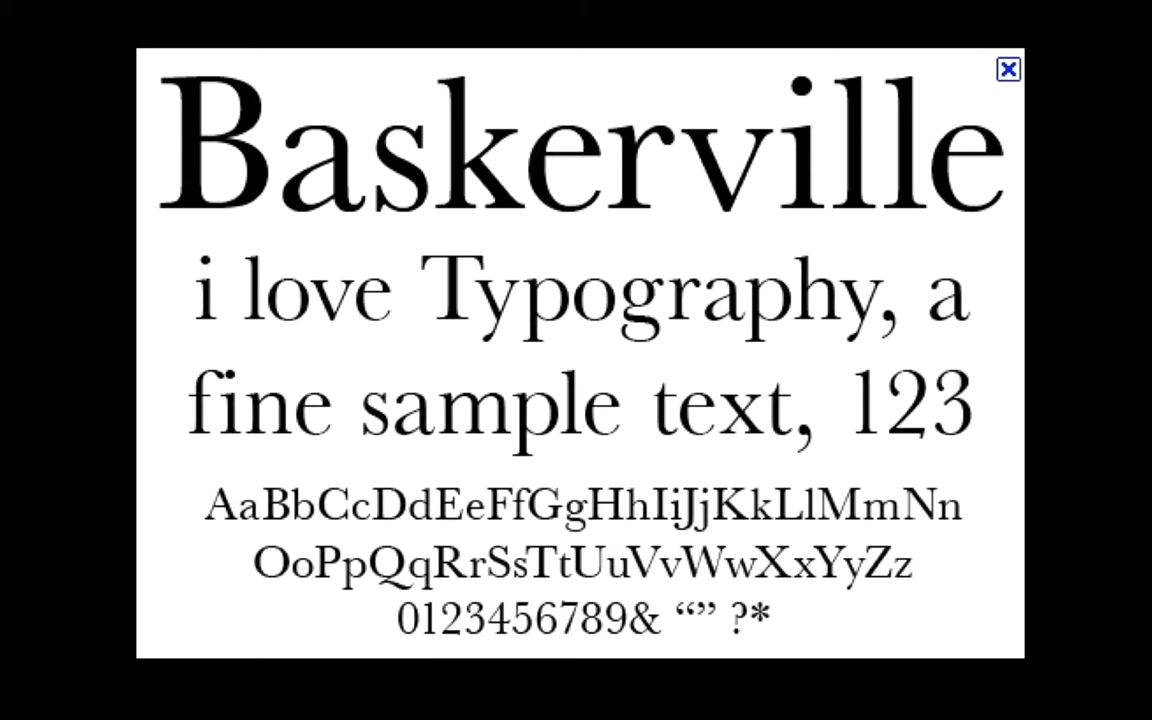 Baskerville
i love Typography, a
fine sample text, 123
AaBbCcDdEeFfGgHhIiJjKkLlMmNn
OoPpQqRrSsTtUuVvWwXxYyZz
0123456789& “” ?*